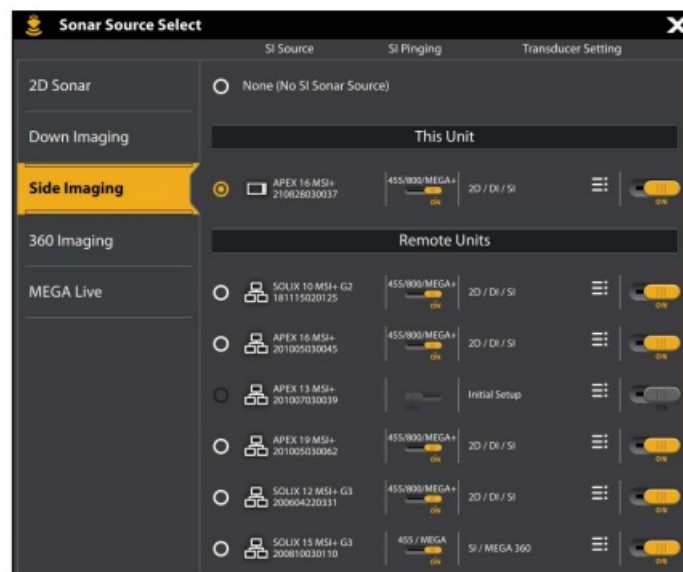 Sonar Source Select
SI Source SI Pinging Transducer Setting
2D Sonar
Down Imaging
Side Imaging
360 Imaging
MEGA Live
None (No SI Sonar Source)
This Unit
APEX 16 MSI+ 455/800/MEGA+
210828030037 ON 2D / DI / SI ON
Remote Units
SOLIX 10 MSI+ G2 455/800/MEGA+
181115020125 ON 2D / DI / SI ON
APEX 16 MSI+ 455/800/MEGA+
201005030045 ON 2D / DI / SI ON
APEX 13 MSI+
201007030039 Initial Setup ON
APEX 19 MSI+ 455/800/MEGA+
201005030062 ON 2D / DI / SI ON
SOLIX 12 MSI+ G3 455/800/MEGA+
200604220331 ON 2D / DI / SI ON
SOLIX 15 MSI+ G3 455 / MEGA
200810030110 ON SI / MEGA 360 ON